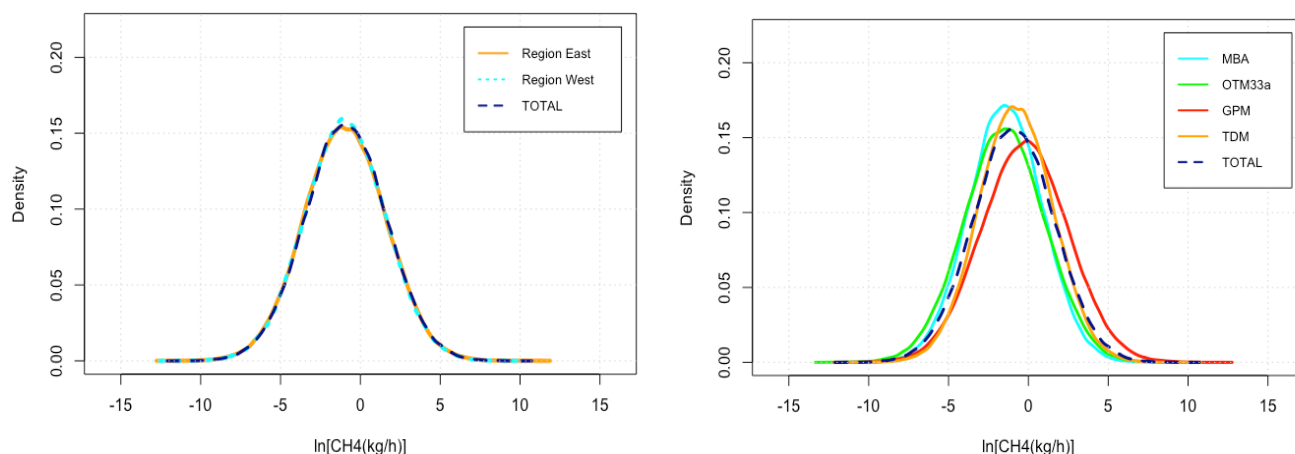 Density
0.00
0.05
0.10
0.15
0.20
-15
-10
-5
0
5
10
15
ln[CH4(kg/h)]
Region East
Region West
TOTAL
Density
0.00
0.05
0.10
0.15
0.20
-15
-10
-5
0
5
10
15
ln[CH4(kg/h)]
MBA
OTM33a
GPM
TDM
TOTAL